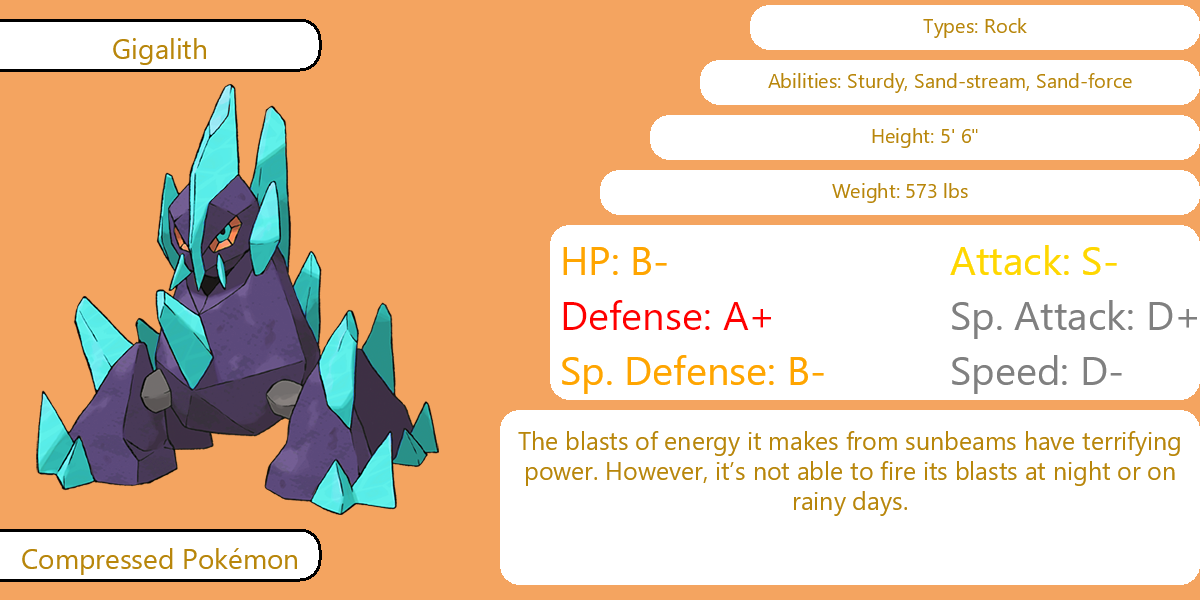 Gigalith
Types: Rock
Abilities: Sturdy, Sand-stream, Sand-force
Height: 5' 6"
Weight: 573 lbs
HP: B-
Attack: S-
Defense: A+
Sp. Attack: D+
Sp. Defense: B-
Speed: D-
The blasts of energy it makes from sunbeams have terrifying
power. However, it’s not able to fire its blasts at night or on
rainy days.
Compressed Pokémon